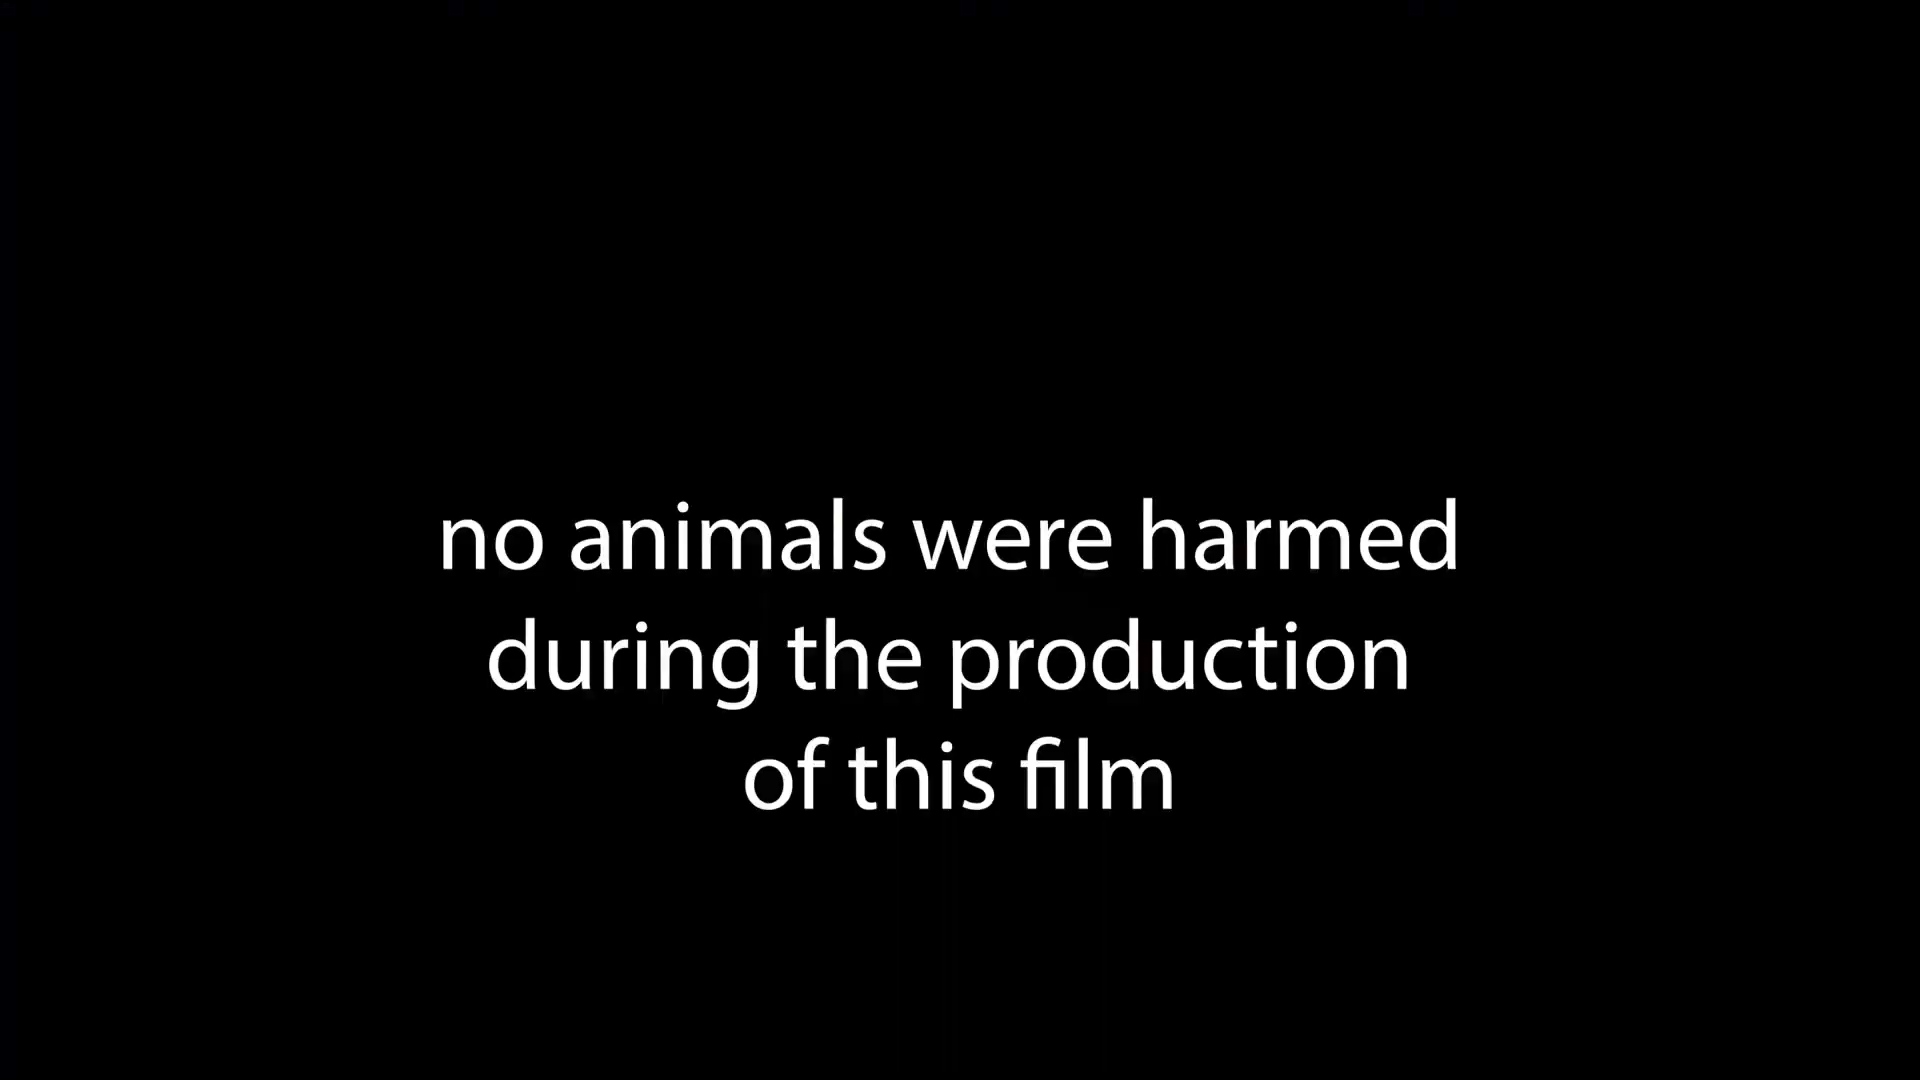 no animals were harmed
during the production
of this film